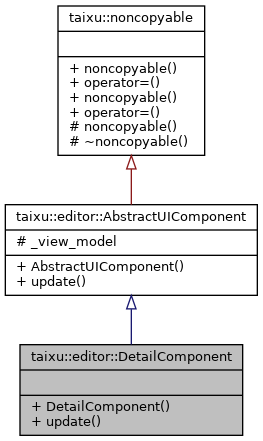 taixu::noncopyable
+ noncopyable()
+ operator=()
+ noncopyable()
+ operator=()
# noncopyable()
# ~noncopyable()
taixu::editor::AbstractUIComponent
# _view_model
+ AbstractUIComponent()
+ update()
taixu::editor::DetailComponent
+ DetailComponent()
+ update()